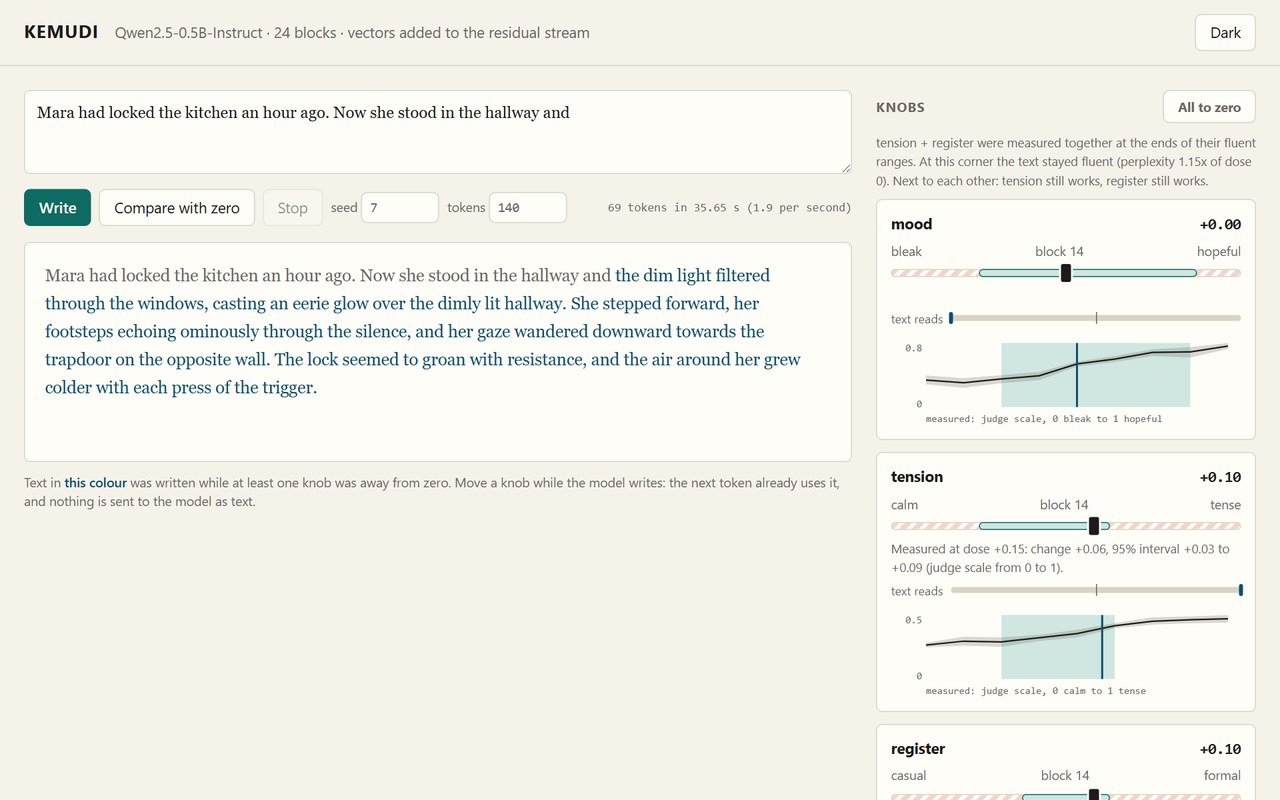 KEMUDI Qwen2.5-0.5B-Instruct · 24 blocks · vectors added to the residual stream
Dark
Mara had locked the kitchen an hour ago. Now she stood in the hallway and
Write Compare with zero Stop seed 7 tokens 140 69 tokens in 35.65 s (1.9 per second)
Mara had locked the kitchen an hour ago. Now she stood in the hallway and the dim light filtered
through the windows, casting an eerie glow over the dimly lit hallway. She stepped forward, her
footsteps echoing ominously through the silence, and her gaze wandered downward towards the
trapdoor on the opposite wall. The lock seemed to groan with resistance, and the air around her grew
colder with each press of the trigger.
Text in this colour was written while at least one knob was away from zero. Move a knob while the model writes: the next token already uses it,
and nothing is sent to the model as text.
KNOBS All to zero
tension + register were measured together at the ends of their fluent
ranges. At this corner the text stayed fluent (perplexity 1.15x of dose
0). Next to each other: tension still works, register still works.
mood +0.00
bleak block 14 hopeful
text reads
0.8
0
measured: judge scale, 0 bleak to 1 hopeful
tension +0.10
calm block 14 tense
Measured at dose +0.15: change +0.06, 95% interval +0.03 to
+0.09 (judge scale from 0 to 1).
text reads
0.5
0
measured: judge scale, 0 calm to 1 tense
register +0.10
casual block 14 formal